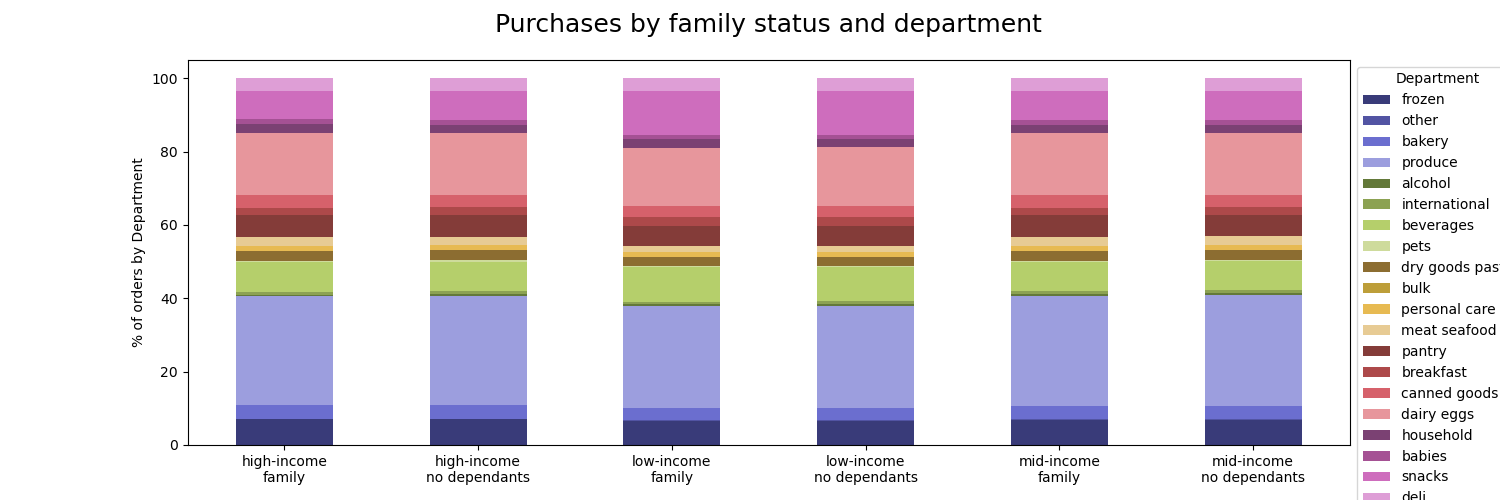 Purchases by family status and department
% of orders by Department
100
80
60
40
20
0
high-income
family
high-income
no dependants
low-income
family
low-income
no dependants
mid-income
family
mid-income
no dependants
Department
frozen
other
bakery
produce
alcohol
international
beverages
pets
dry goods
bulk
personal care
meat seafood
pantry
breakfast
canned goods
dairy eggs
household
babies
snacks
deli